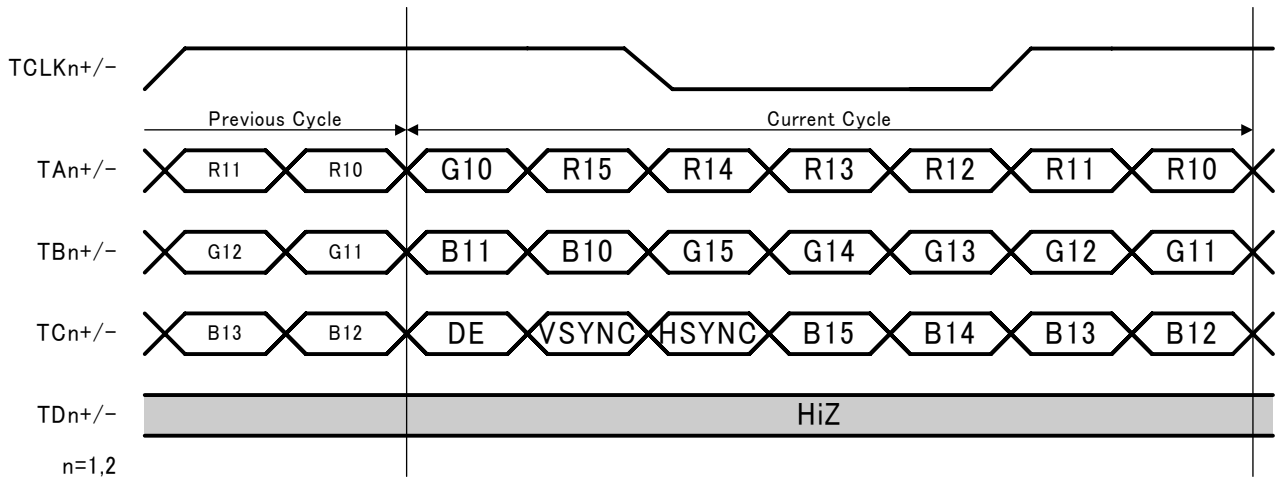 TCLKn+/-
Previous Cycle Current Cycle
TAn+/- R11 R10 G10 R15 R14 R13 R12 R11 R10
TBn+/- G12 G11 B11 B10 G15 G14 G13 G12 G11
TCn+/- B13 B12 DE VSYNC HSYNC B15 B14 B13 B12
TDn+/- HiZ
n=1,2